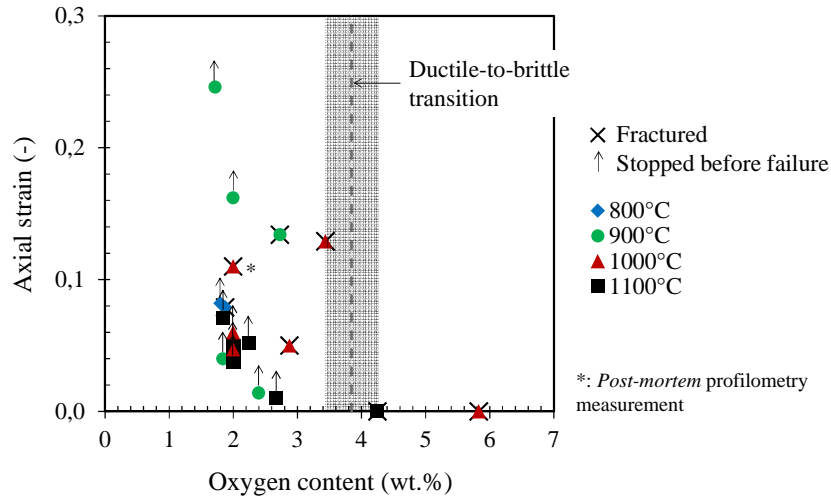 0,3
0,2
0,1
0,0
Axial strain (-)
0 1 2 3 4 5 6 7
Oxygen content (wt.%)
Ductile-to-brittle
transition
*
Fractured
Stopped before failure
800°C
900°C
1000°C
1100°C
*: Post-mortem profilometry
measurement